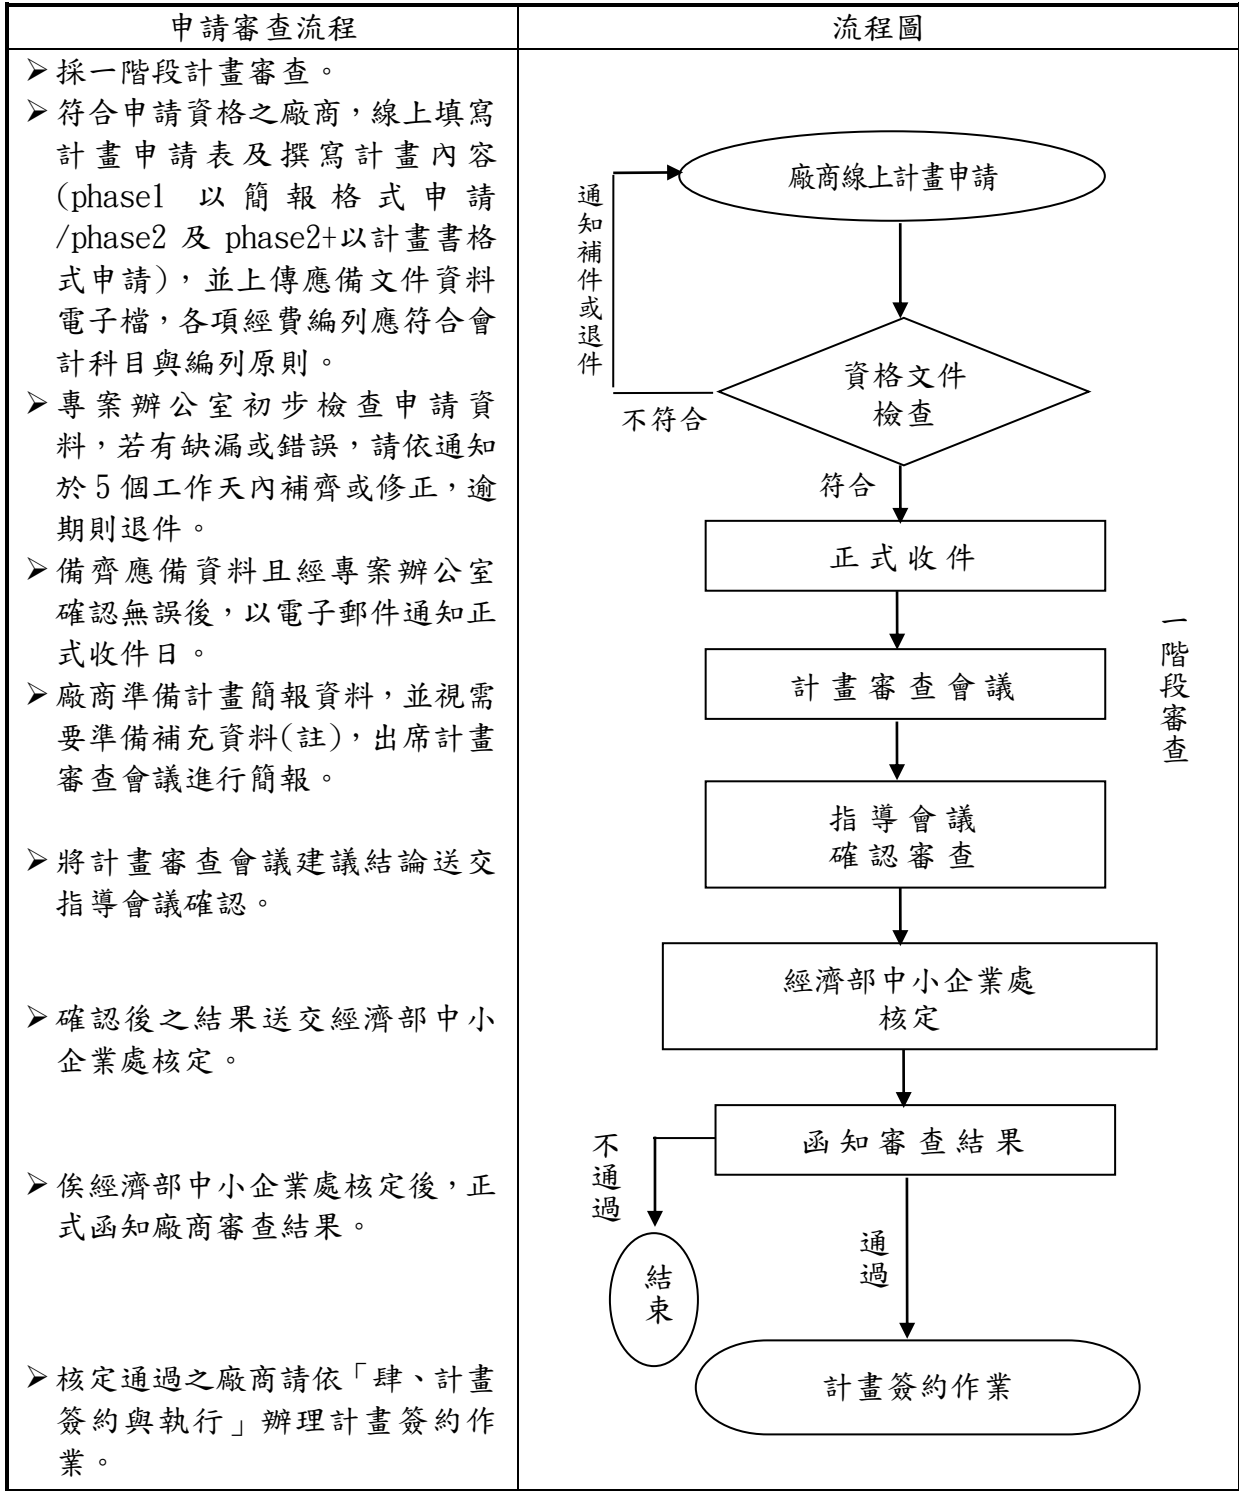 申請審查流程
流程圖
➢採一階段計畫審查。
➢符合申請資格之廠商，線上填寫
計畫申請表及撰寫計畫內容
(phase1 以簡報格式申請
/phase2 及 phase2+以計畫書格
式申請)，並上傳應備文件資料
電子檔，各項經費編列應符合會
計科目與編列原則。
➢專案辦公室初步檢查申請資
料，若有缺漏或錯誤，請依通知
於 5 個工作天內補齊或修正，逾
期則退件。
➢備齊應備資料且經專案辦公室
確認無誤後，以電子郵件通知正
式收件日。
➢廠商準備計畫簡報資料，並視需
要準備補充資料(註)，出席計畫
審查會議進行簡報。
➢將計畫審查會議建議結論送交
指導會議確認。
➢確認後之結果送交經濟部中小
企業處核定。
➢俟經濟部中小企業處核定後，正
式函知廠商審查結果。
➢核定通過之廠商請依「肆、計畫
簽約與執行」辦理計畫簽約作
業。
廠商線上計畫申請
通知補件或退件
資格文件
檢查
不符合
符合
正式收件
計畫審查會議
一階段審查
指導會議
確認審查
經濟部中小企業處
核定
函知審查結果
不通過
通過
結束
計畫簽約作業